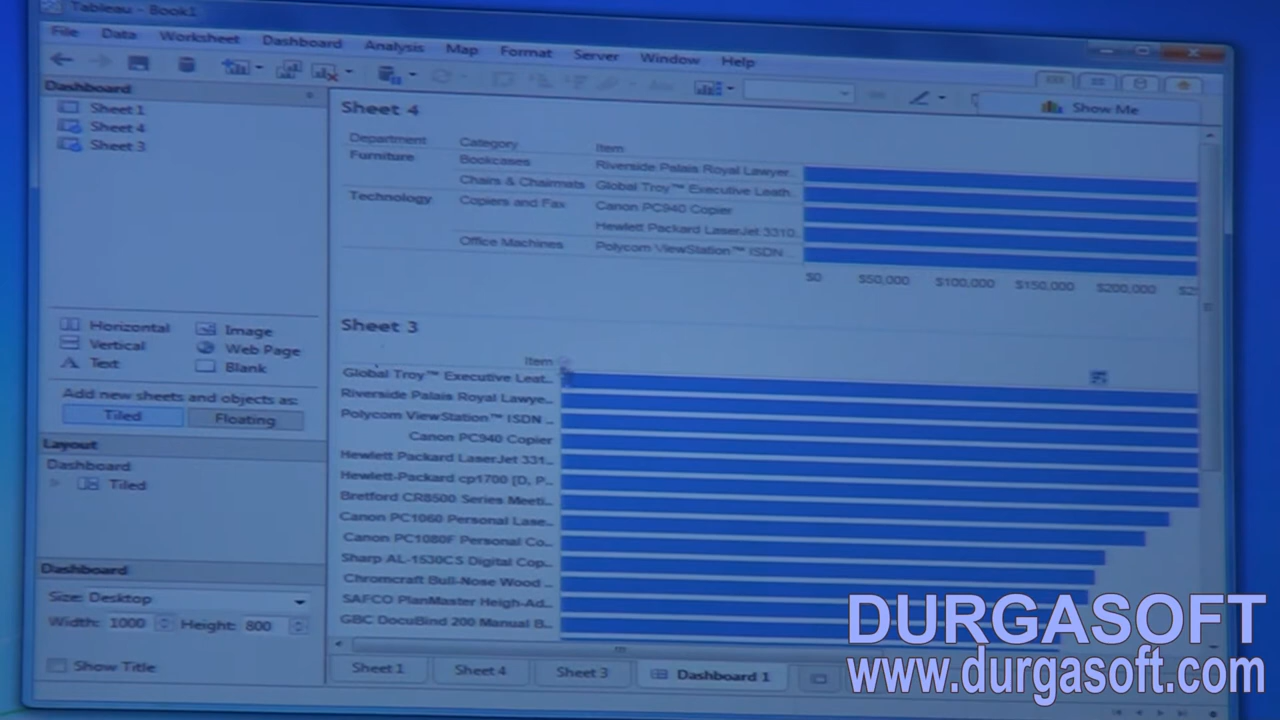 Tableau - Book1
File Data Worksheet Dashboard Analysis Map Format Server Window Help
Dashboard
Sheet 1
Sheet 4
Sheet 3
Show Me
Sheet 4
Department Category Item
Furniture Bookcases Riverside Palais Royal Lawyer..
Chairs & Chairmats Global Troy™ Executive Leath..
Technology Copiers and Fax Canon PC940 Copier
Hewlett Packard LaserJet 3310..
Office Machines Polycom ViewStation™ ISDN ..
$0 $50,000 $100,000 $150,000 $200,000
Sheet 3
Item
Global Troy™ Executive Leat..
Riverside Palais Royal Lawye..
Polycom ViewStation™ ISDN ..
Canon PC940 Copier
Hewlett Packard LaserJet 331..
Hewlett-Packard cp1700 [D, P..
Bretford CR8500 Series Meeti..
Canon PC1060 Personal Lase..
Canon PC1080F Personal Co..
Sharp AL-1530CS Digital Cop..
Chromcraft Bull-Nose Wood ..
SAFCO PlanMaster Heigh-Ad..
GBC DocuBind 200 Manual B..
Horizontal Image
Vertical Web Page
Text Blank
Add new sheets and objects as:
Tiled Floating
Layout
Dashboard
Tiled
Dashboard
Size: Desktop
Width: 1000 Height: 800
Show Title
Sheet 1 Sheet 4 Sheet 3 Dashboard 1
DURGASOFT
www.durgasoft.com